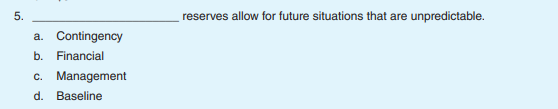 5. ______________________ reserves allow for future situations that are unpredictable.
a. Contingency
b. Financial
c. Management
d. Baseline